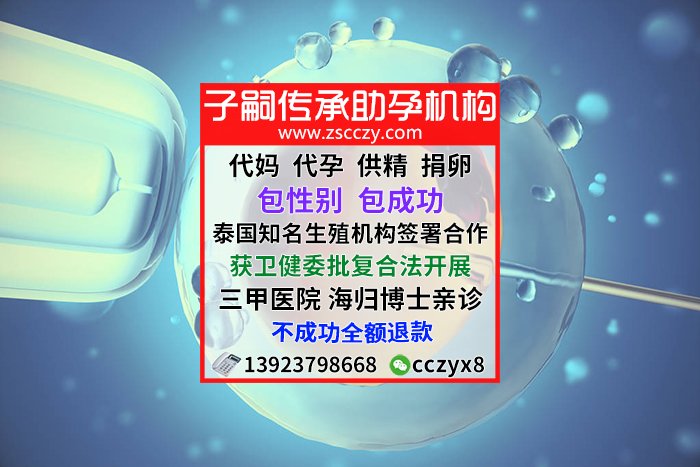 子嗣传承助孕机构
www.zscczy.com
代妈 代孕 供精 捐卵
包性别 包成功
泰国知名生殖机构签署合作
获卫健委批复合法开展
三甲医院 海归博士亲诊
不成功全额退款
13923798668 cczyx8